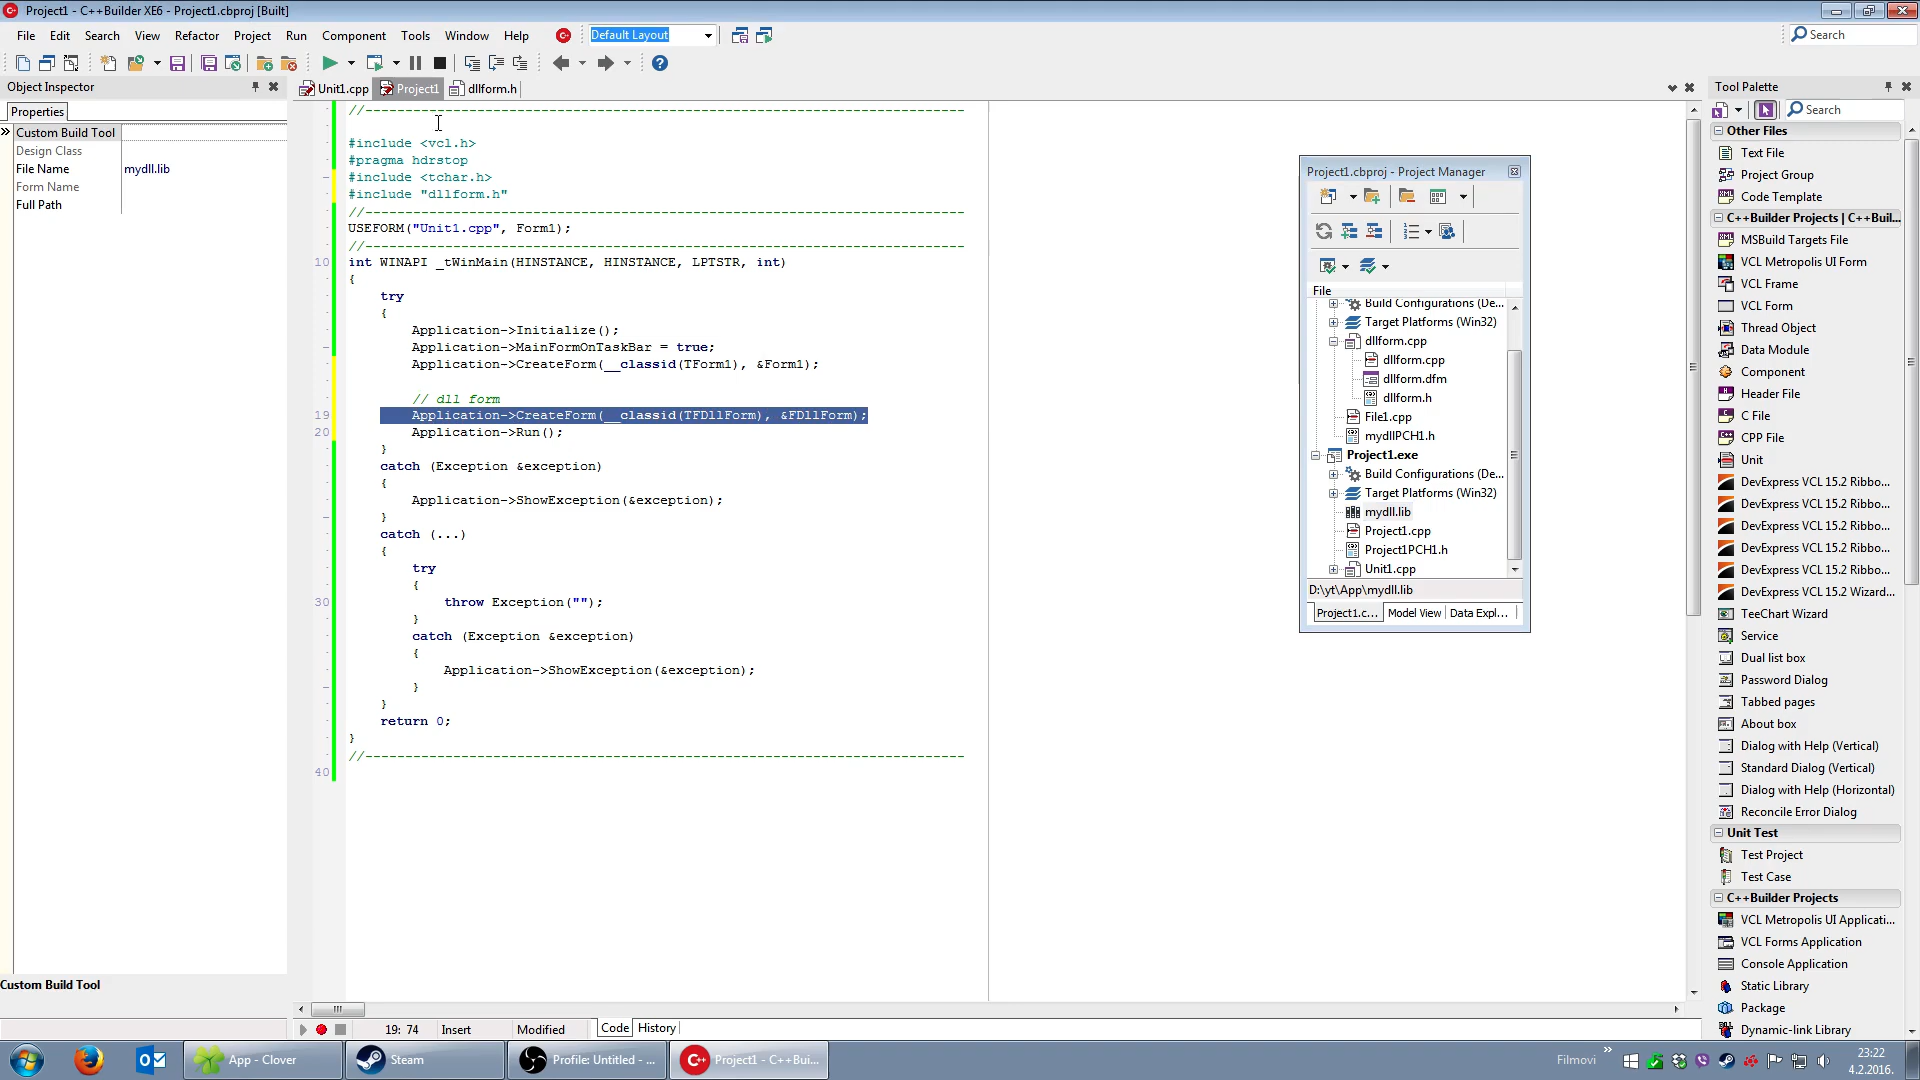 Project1 - C++Builder XE6 - Project1.cbproj [Built]
File Edit Search View Refactor Project Run Component Tools Window Help Default Layout Search
Object Inspector
Properties
Custom Build Tool
Design Class
File Name mydll.lib
Form Name
Full Path
Custom Build Tool
Unit1.cpp Project1 dllform.h
//---------------------------------------------------------------------------
#include <vcl.h>
#pragma hdrstop
#include <tchar.h>
#include "dllform.h"
//---------------------------------------------------------------------------
USEFORM("Unit1.cpp", Form1);
//---------------------------------------------------------------------------
10 int WINAPI _tWinMain(HINSTANCE, HINSTANCE, LPTSTR, int)
{
try
{
Application->Initialize();
Application->MainFormOnTaskBar = true;
Application->CreateForm(__classid(TForm1), &Form1);
// dll form
19 Application->CreateForm(__classid(TFDllForm), &FDllForm);
20 Application->Run();
}
catch (Exception &exception)
{
Application->ShowException(&exception);
}
catch (...)
{
try
{
30 throw Exception("");
}
catch (Exception &exception)
{
Application->ShowException(&exception);
}
}
return 0;
}
//---------------------------------------------------------------------------
40
19: 74 Insert Modified Code History
Project1.cbproj - Project Manager
File
Build Configurations (De...
Target Platforms (Win32)
dllform.cpp
dllform.cpp
dllform.dfm
dllform.h
File1.cpp
mydllPCH1.h
Project1.exe
Build Configurations (De...
Target Platforms (Win32)
mydll.lib
Project1.cpp
Project1PCH1.h
Unit1.cpp
D:\yt\App\mydll.lib
Project1.c... Model View Data Expl...
Tool Palette
Search
Other Files
Text File
Project Group
Code Template
C++Builder Projects | C++Buil...
MSBuild Targets File
VCL Metropolis UI Form
VCL Frame
VCL Form
Thread Object
Data Module
Component
Header File
C File
CPP File
Unit
DevExpress VCL 15.2 Ribbo...
DevExpress VCL 15.2 Ribbo...
DevExpress VCL 15.2 Ribbo...
DevExpress VCL 15.2 Ribbo...
DevExpress VCL 15.2 Ribbo...
DevExpress VCL 15.2 Wizard...
TeeChart Wizard
Service
Dual list box
Password Dialog
Tabbed pages
About box
Dialog with Help (Vertical)
Standard Dialog (Vertical)
Dialog with Help (Horizontal)
Reconcile Error Dialog
Unit Test
Test Project
Test Case
C++Builder Projects
VCL Metropolis UI Applicati...
VCL Forms Application
Console Application
Static Library
Package
Dynamic-link Library
App - Clover Steam Profile: Untitled - ... Project1 - C++Bui... Filmovi 23:22
4.2.2016.